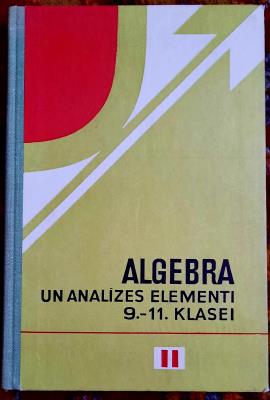 ALGEBRA
UN ANALĪZES ELEMENTI
9.-11. KLASEI
II